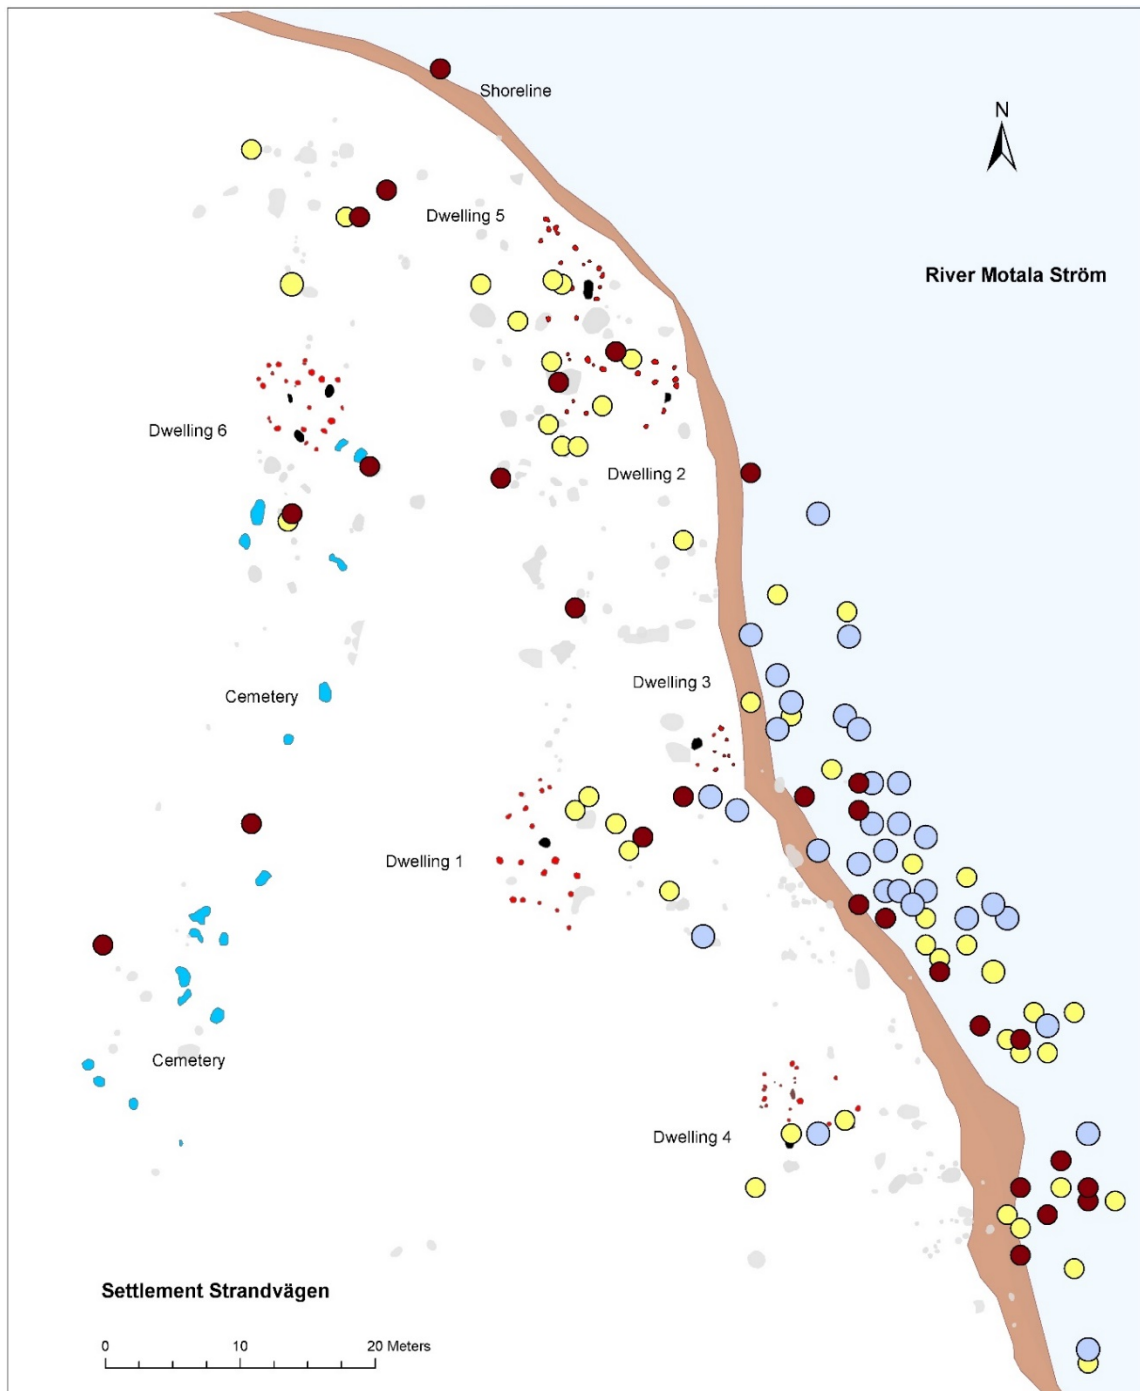 Shoreline
N
Dwelling 5
River Motala Ström
Dwelling 6
Dwelling 2
Dwelling 3
Cemetery
Dwelling 1
Cemetery
Dwelling 4
Settlement Strandvägen
0 10 20 Meters